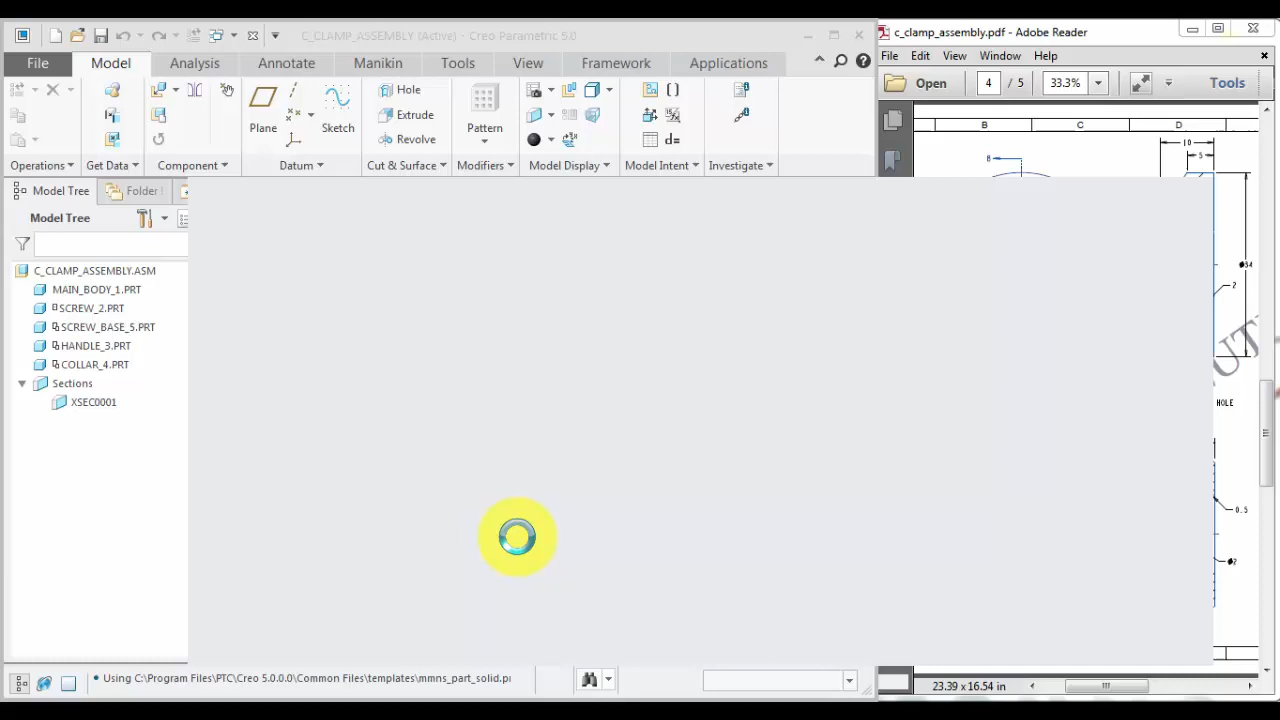 C_CLAMP_ASSEMBLY (Active) - Creo Parametric 5.0
File
Model
Analysis
Annotate
Manikin
Tools
View
Framework
Applications
Plane
Sketch
Hole
Extrude
Revolve
Pattern
d=
Operations
Get Data
Component
Datum
Cut & Surface
Modifiers
Model Display
Model Intent
Investigate
Model Tree
Folder
Model Tree
C_CLAMP_ASSEMBLY.ASM
MAIN_BODY_1.PRT
SCREW_2.PRT
SCREW_BASE_5.PRT
HANDLE_3.PRT
COLLAR_4.PRT
Sections
XSEC0001
Using C:\Program Files\PTC\Creo 5.0.0.0\Common Files\templates\mmns_part_solid.pr
c_clamp_assembly.pdf - Adobe Reader
File Edit View Window Help
Open
4 / 5
33.3%
Tools
B C D
10
5
2
HOLE
0.5
ø2
23.39 x 16.54 in